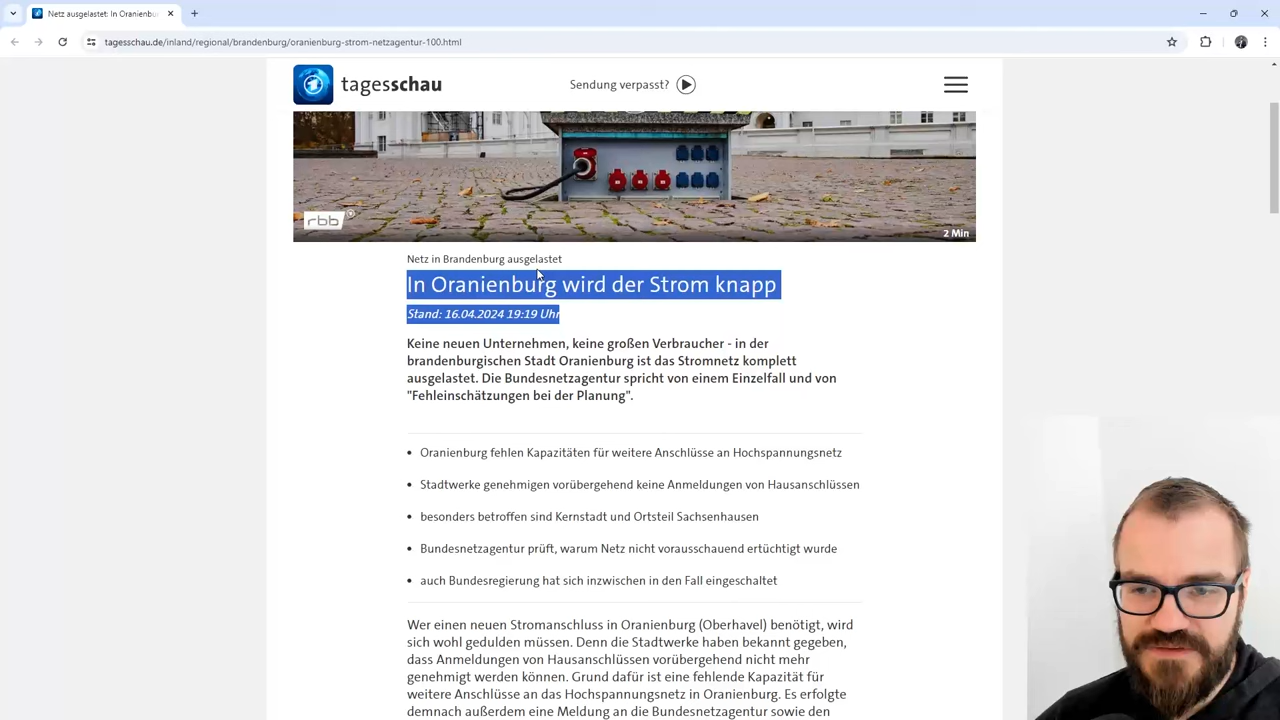 Netz ausgelastet: In Oranienbu
tagesschau.de/inland/regional/brandenburg/oranienburg-strom-netzagentur-100.html
tagesschau
Sendung verpasst?
rbb
2 Min
Netz in Brandenburg ausgelastet
In Oranienburg wird der Strom knapp
Stand: 16.04.2024 19:19 Uhr
Keine neuen Unternehmen, keine großen Verbraucher - in der
brandenburgischen Stadt Oranienburg ist das Stromnetz komplett
ausgelastet. Die Bundesnetzagentur spricht von einem Einzelfall und von
"Fehleinschätzungen bei der Planung".
• Oranienburg fehlen Kapazitäten für weitere Anschlüsse an Hochspannungsnetz
• Stadtwerke genehmigen vorübergehend keine Anmeldungen von Hausanschlüssen
• besonders betroffen sind Kernstadt und Ortsteil Sachsenhausen
• Bundesnetzagentur prüft, warum Netz nicht vorausschauend ertüchtigt wurde
• auch Bundesregierung hat sich inzwischen in den Fall eingeschaltet
Wer einen neuen Stromanschluss in Oranienburg (Oberhavel) benötigt, wird
sich wohl gedulden müssen. Denn die Stadtwerke haben bekannt gegeben,
dass Anmeldungen von Hausanschlüssen vorübergehend nicht mehr
genehmigt werden können. Grund dafür ist eine fehlende Kapazität für
weitere Anschlüsse an das Hochspannungsnetz in Oranienburg. Es erfolgte
demnach außerdem eine Meldung an die Bundesnetzagentur sowie den